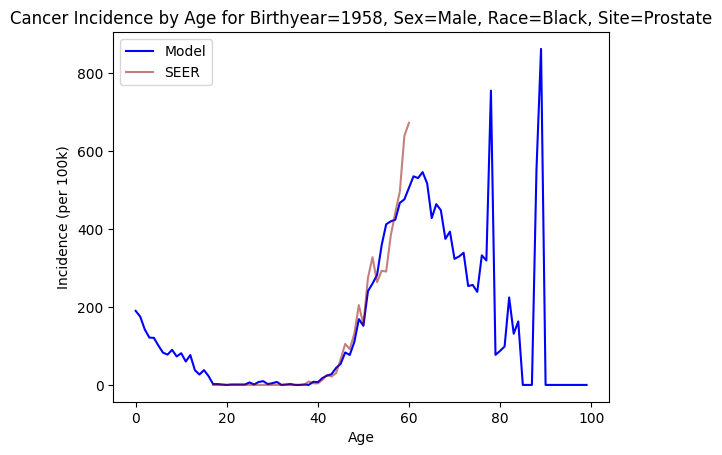 Cancer Incidence by Age for Birthyear=1958, Sex=Male, Race=Black, Site=Prostate
Model
SEER
Incidence (per 100k)
800
600
400
200
0
0 20 40 60 80 100
Age